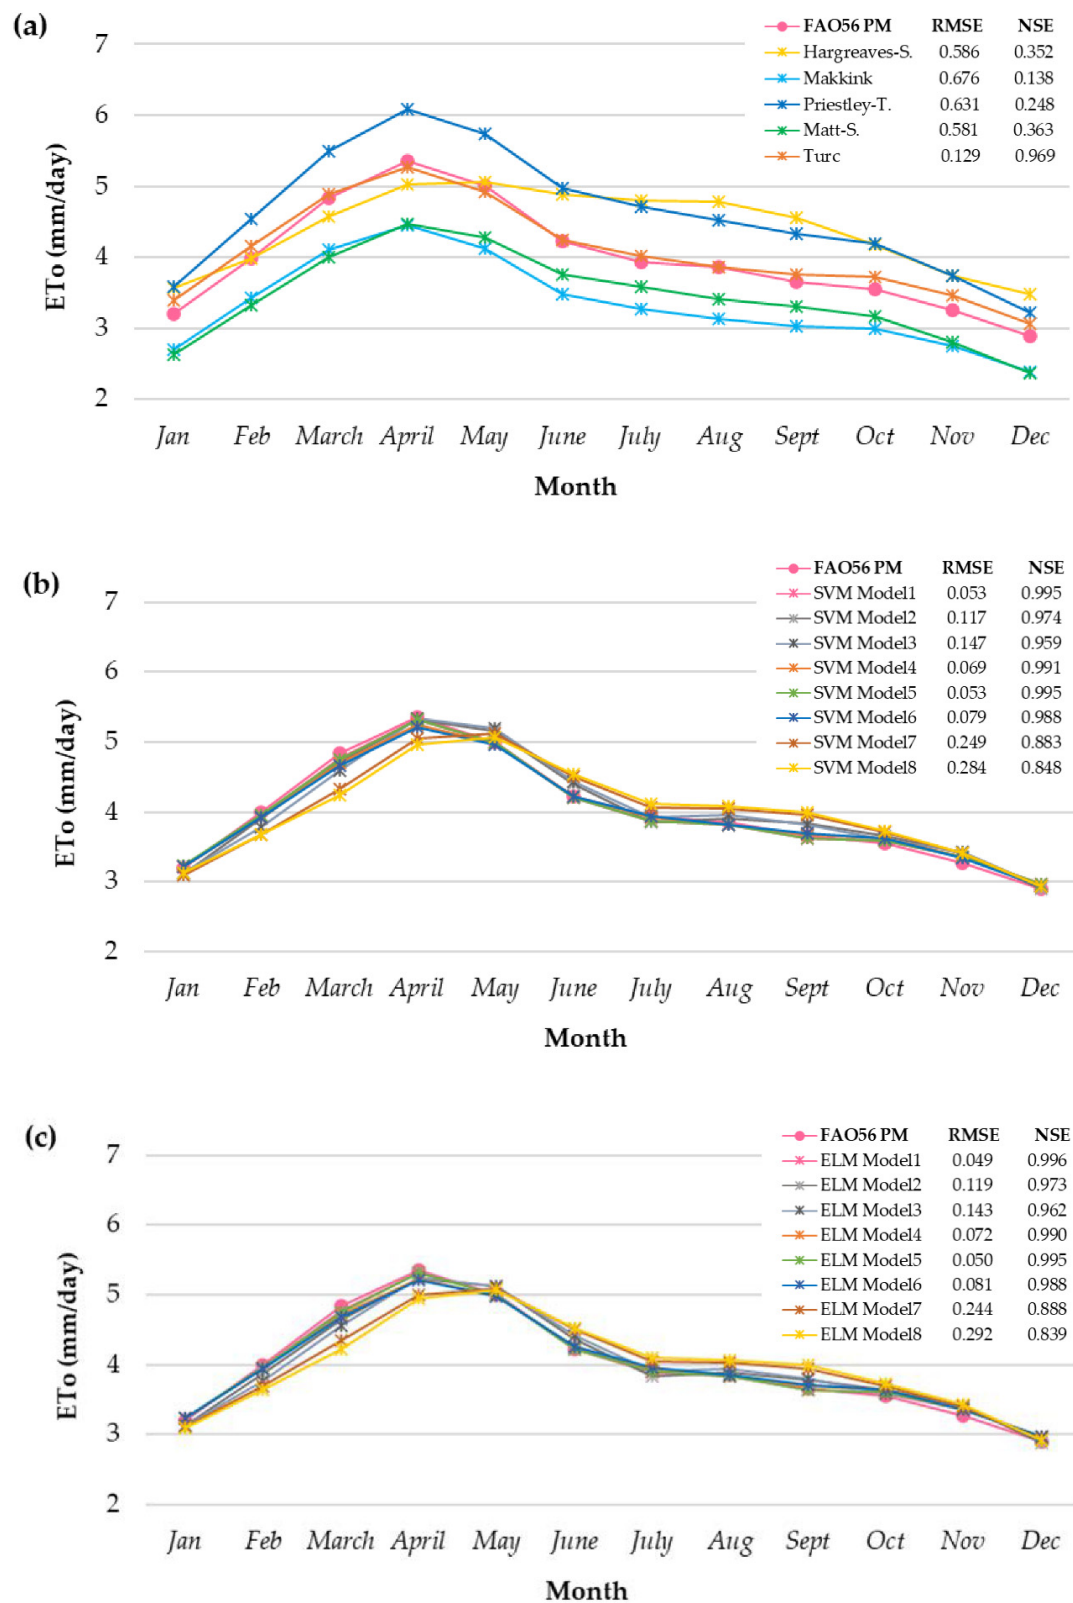 (a)
FAO56 PM RMSE NSE
Hargreaves-S. 0.586 0.352
Makkink 0.676 0.138
Priestley-T. 0.631 0.248
Matt-S. 0.581 0.363
Turc 0.129 0.969
7
6
5
4
3
2
ETo (mm/day)
Jan Feb March April May June July Aug Sept Oct Nov Dec
Month
(b)
FAO56 PM RMSE NSE
SVM Model1 0.053 0.995
SVM Model2 0.117 0.974
SVM Model3 0.147 0.959
SVM Model4 0.069 0.991
SVM Model5 0.053 0.995
SVM Model6 0.079 0.988
SVM Model7 0.249 0.883
SVM Model8 0.284 0.848
7
6
5
4
3
2
ETo (mm/day)
Jan Feb March April May June July Aug Sept Oct Nov Dec
Month
(c)
FAO56 PM RMSE NSE
ELM Model1 0.049 0.996
ELM Model2 0.119 0.973
ELM Model3 0.143 0.962
ELM Model4 0.072 0.990
ELM Model5 0.050 0.995
ELM Model6 0.081 0.988
ELM Model7 0.244 0.888
ELM Model8 0.292 0.839
7
6
5
4
3
2
ETo (mm/day)
Jan Feb March April May June July Aug Sept Oct Nov Dec
Month